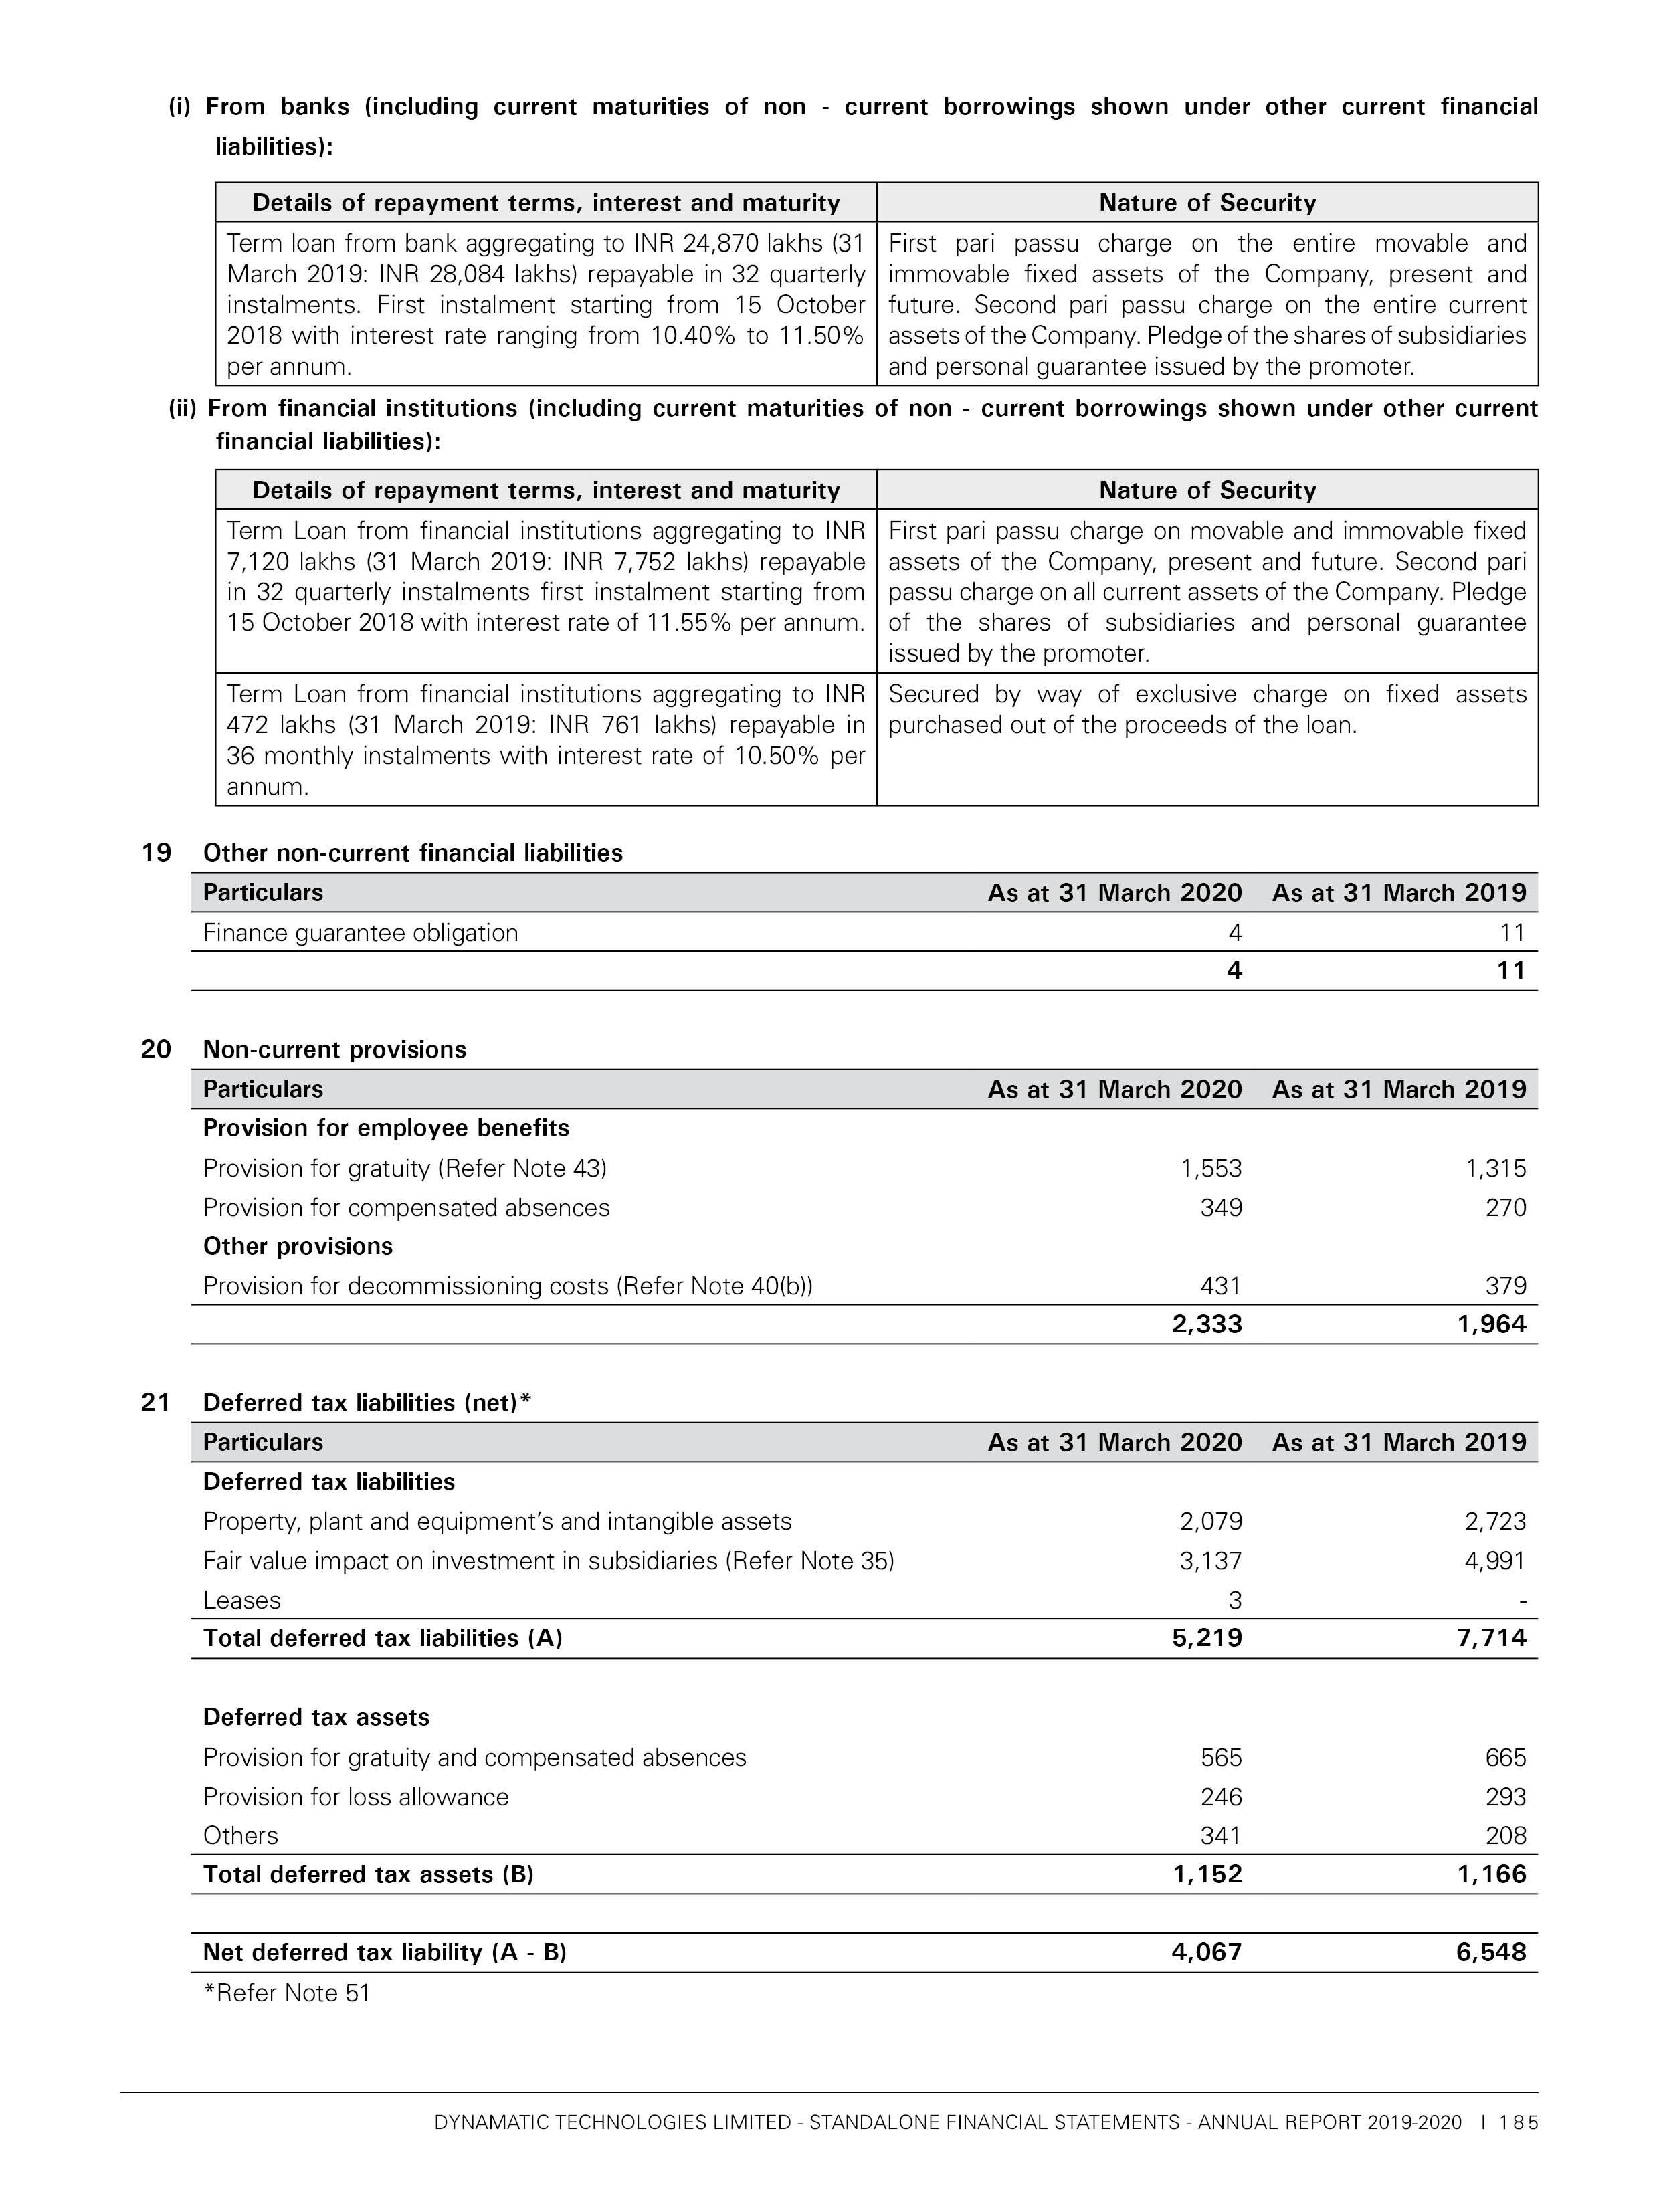 (i) From banks (including current maturities of non - current borrowings shown under other current financial
liabilities):
Details of repayment terms, interest and maturity
Nature of Security
Term loan from bank aggregating to INR 24,870 lakhs (31
March 2019: INR 28,084 lakhs) repayable in 32 quarterly
instalments. First instalment starting from 15 October
2018 with interest rate ranging from 10.40% to 11.50%
per annum.
First pari passu charge on the entire movable and
immovable fixed assets of the Company, present and
future. Second pari passu charge on the entire current
assets of the Company. Pledge of the shares of subsidiaries
and personal guarantee issued by the promoter.
(ii) From financial institutions (including current maturities of non - current borrowings shown under other current
financial liabilities):
Details of repayment terms, interest and maturity
Nature of Security
Term Loan from financial institutions aggregating to INR
7,120 lakhs (31 March 2019: INR 7,752 lakhs) repayable
in 32 quarterly instalments first instalment starting from
15 October 2018 with interest rate of 11.55% per annum.
First pari passu charge on movable and immovable fixed
assets of the Company, present and future. Second pari
passu charge on all current assets of the Company. Pledge
of the shares of subsidiaries and personal guarantee
issued by the promoter.
Term Loan from financial institutions aggregating to INR
472 lakhs (31 March 2019: INR 761 lakhs) repayable in
36 monthly instalments with interest rate of 10.50% per
annum.
Secured by way of exclusive charge on fixed assets
purchased out of the proceeds of the loan.
19 Other non-current financial liabilities
Particulars As at 31 March 2020 As at 31 March 2019
Finance guarantee obligation 4 11
4 11
20 Non-current provisions
Particulars As at 31 March 2020 As at 31 March 2019
Provision for employee benefits
Provision for gratuity (Refer Note 43) 1,553 1,315
Provision for compensated absences 349 270
Other provisions
Provision for decommissioning costs (Refer Note 40(b)) 431 379
2,333 1,964
21 Deferred tax liabilities (net)*
Particulars As at 31 March 2020 As at 31 March 2019
Deferred tax liabilities
Property, plant and equipment’s and intangible assets 2,079 2,723
Fair value impact on investment in subsidiaries (Refer Note 35) 3,137 4,991
Leases 3 -
Total deferred tax liabilities (A) 5,219 7,714
Deferred tax assets
Provision for gratuity and compensated absences 565 665
Provision for loss allowance 246 293
Others 341 208
Total deferred tax assets (B) 1,152 1,166
Net deferred tax liability (A - B) 4,067 6,548
*Refer Note 51
DYNAMATIC TECHNOLOGIES LIMITED - STANDALONE FINANCIAL STATEMENTS - ANNUAL REPORT 2019-2020 | 185